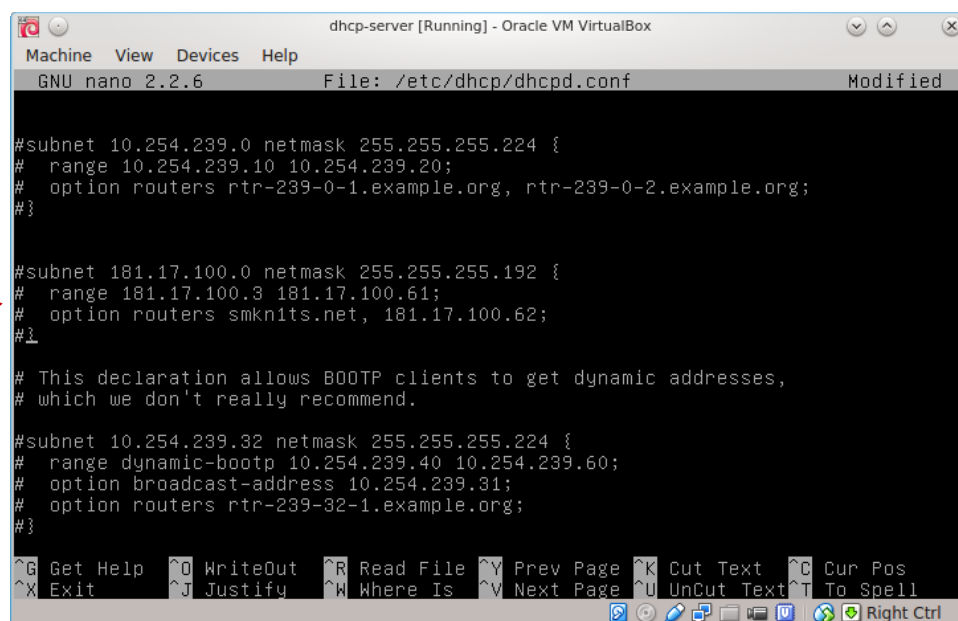 dhcp-server [Running] - Oracle VM VirtualBox
Machine View Devices Help
GNU nano 2.2.6 File: /etc/dhcp/dhcpd.conf Modified
#subnet 10.254.239.0 netmask 255.255.255.224 {
# range 10.254.239.10 10.254.239.20;
# option routers rtr-239-0-1.example.org, rtr-239-0-2.example.org;
#}
#subnet 181.17.100.0 netmask 255.255.255.192 {
# range 181.17.100.3 181.17.100.61;
# option routers smkn1ts.net, 181.17.100.62;
#}
# This declaration allows BOOTP clients to get dynamic addresses,
# which we don't really recommend.
#subnet 10.254.239.32 netmask 255.255.255.224 {
# range dynamic-bootp 10.254.239.40 10.254.239.60;
# option broadcast-address 10.254.239.31;
# option routers rtr-239-32-1.example.org;
#}
^G Get Help ^O WriteOut ^R Read File ^Y Prev Page ^K Cut Text ^C Cur Pos
^X Exit ^J Justify ^W Where Is ^V Next Page ^U UnCut Text ^T To Spell
Right Ctrl